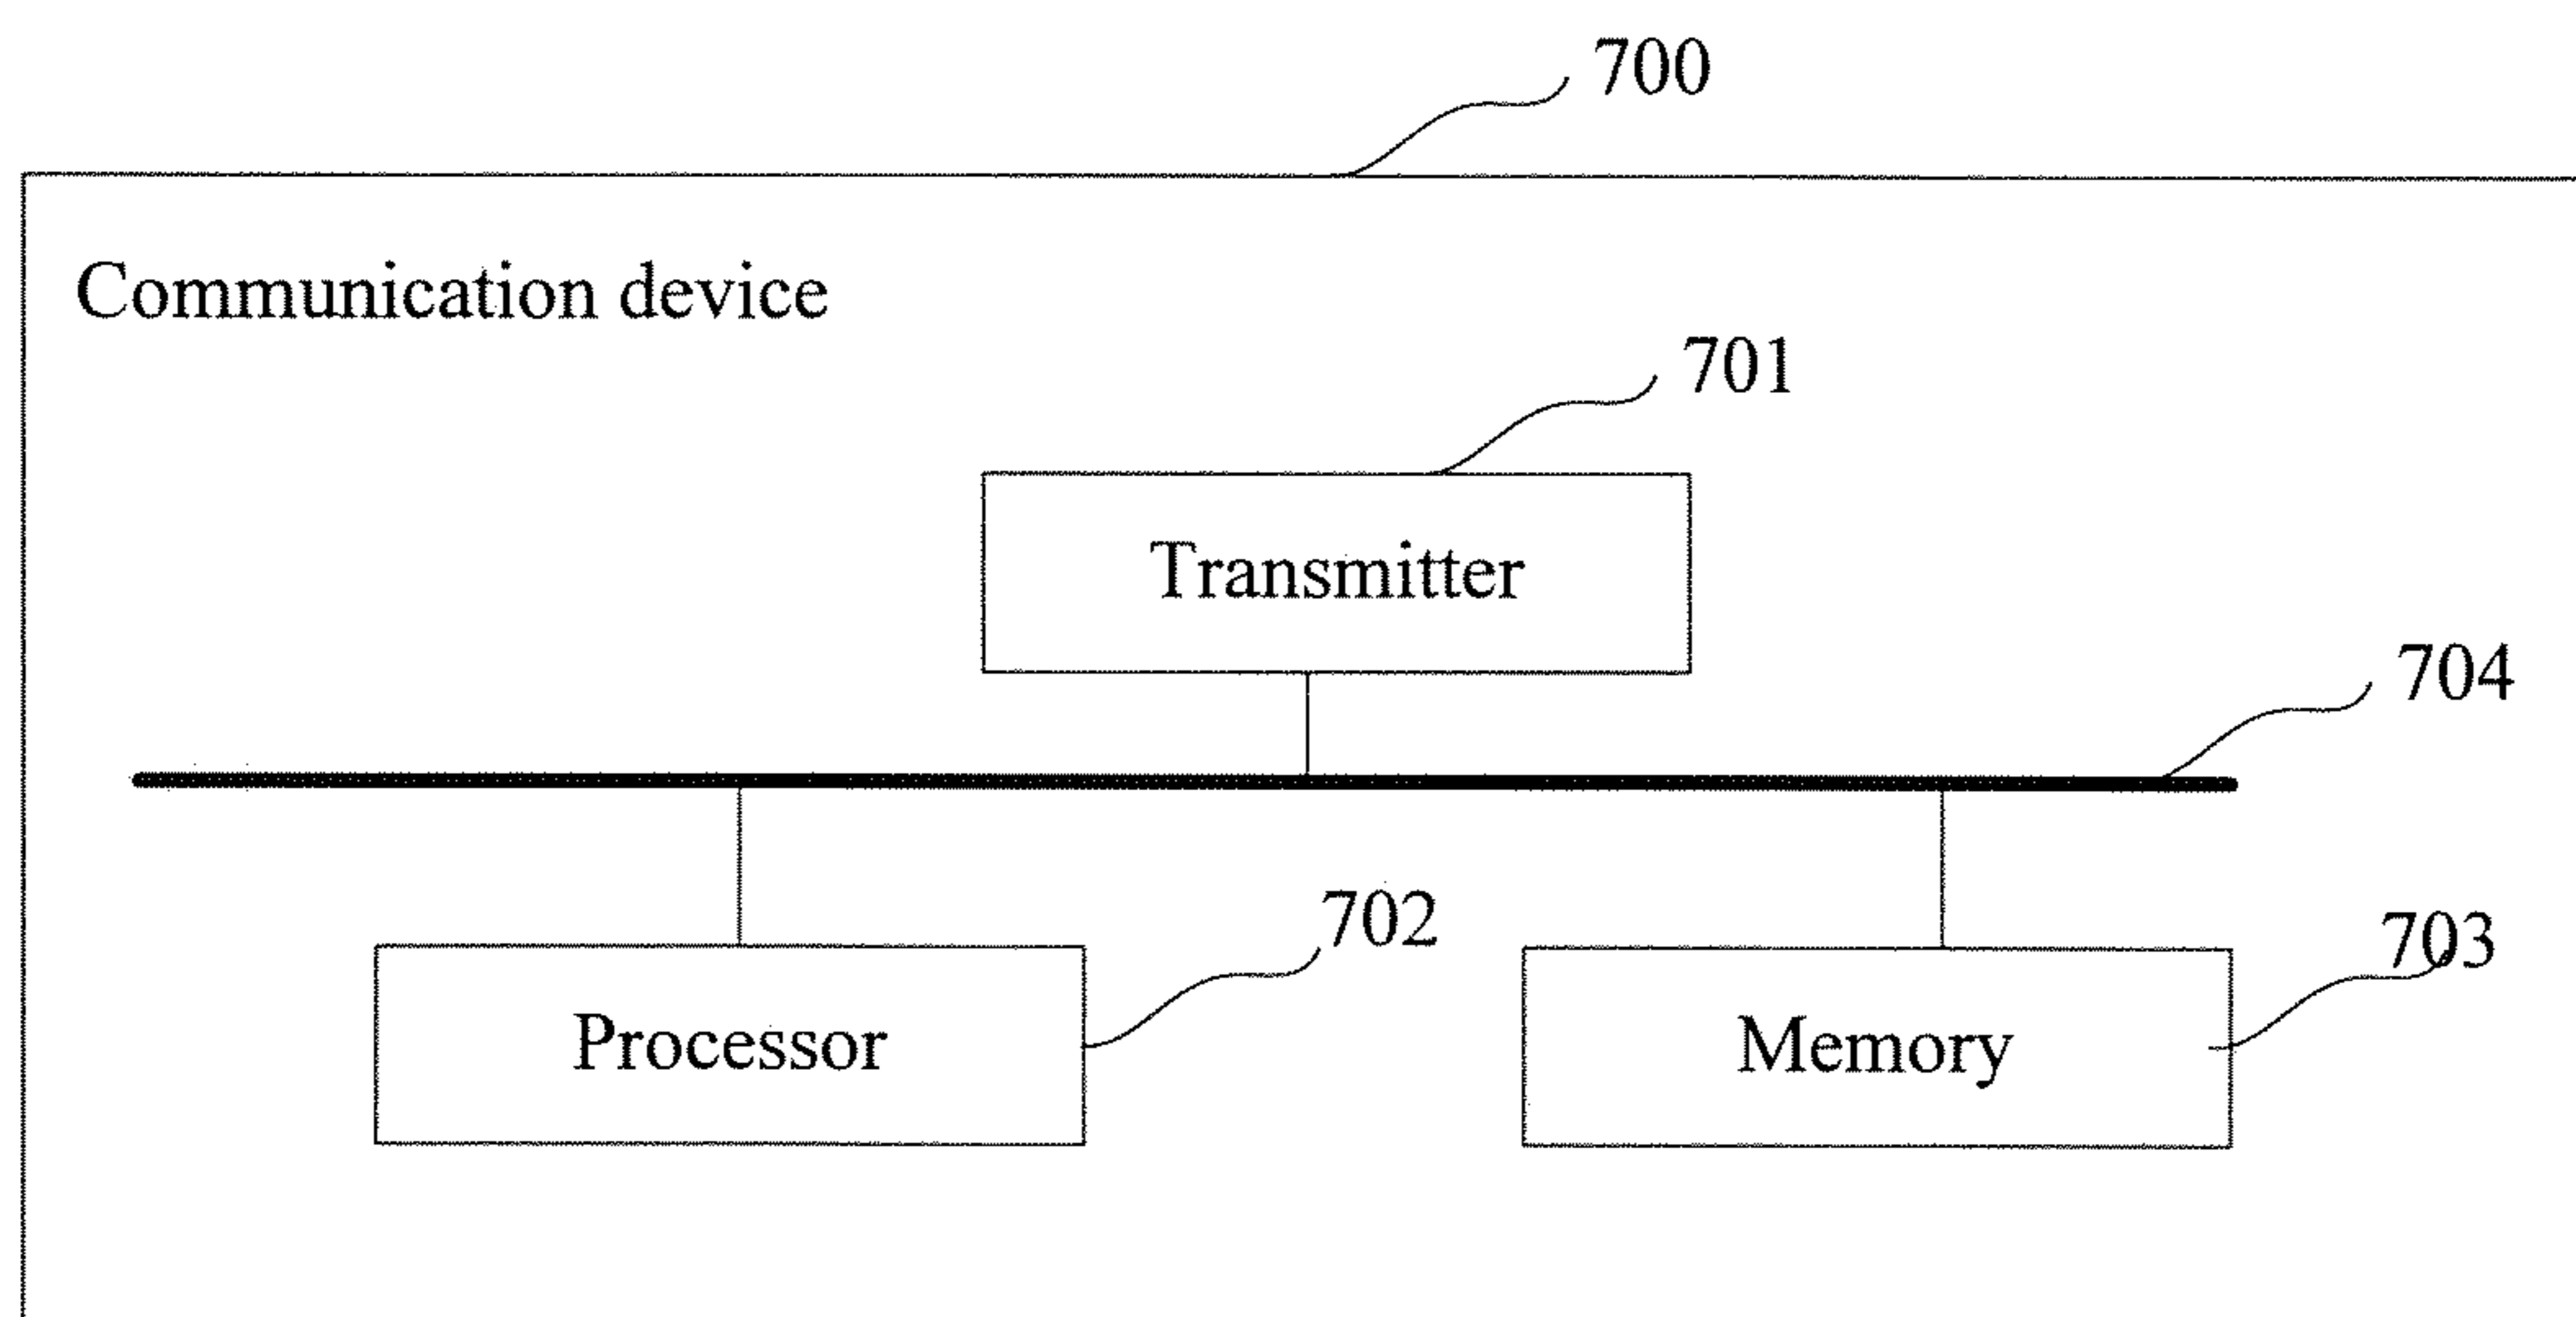 700
Communication device
701
Transmitter
704
702
703
Processor
Memory